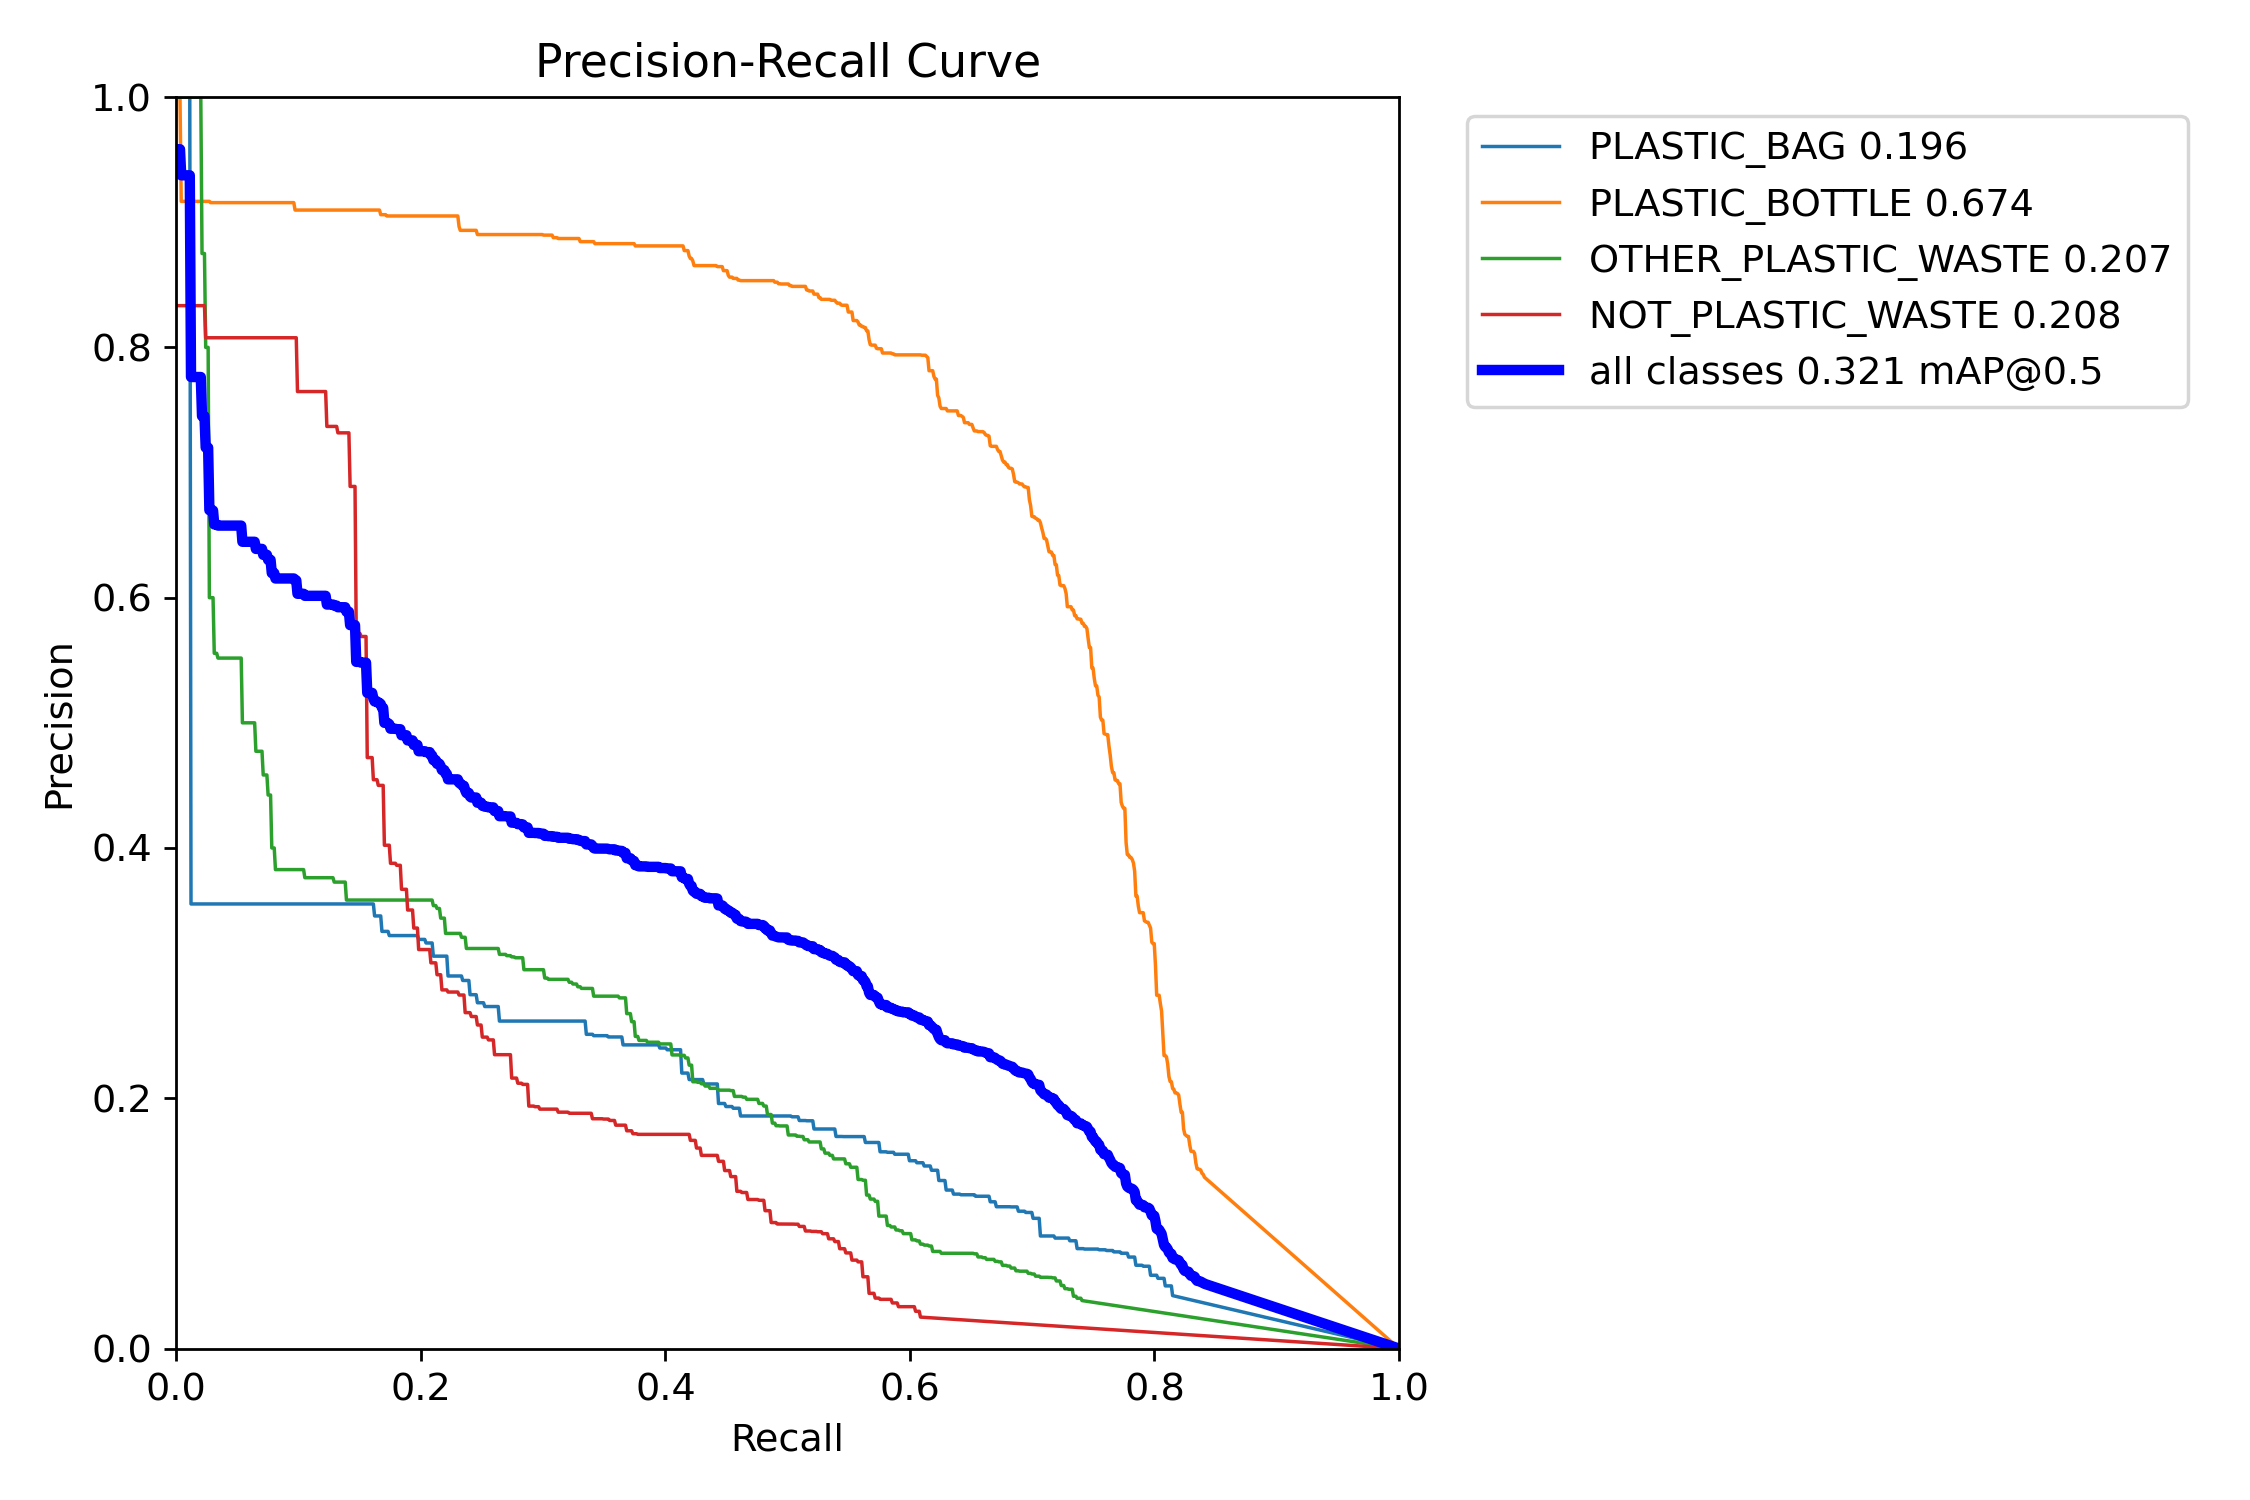 Precision-Recall Curve
PLASTIC_BAG 0.196
PLASTIC_BOTTLE 0.674
OTHER_PLASTIC_WASTE 0.207
NOT_PLASTIC_WASTE 0.208
all classes 0.321 mAP@0.5
Precision
1.0
0.8
0.6
0.4
0.2
0.0
0.0 0.2 0.4 0.6 0.8 1.0
Recall